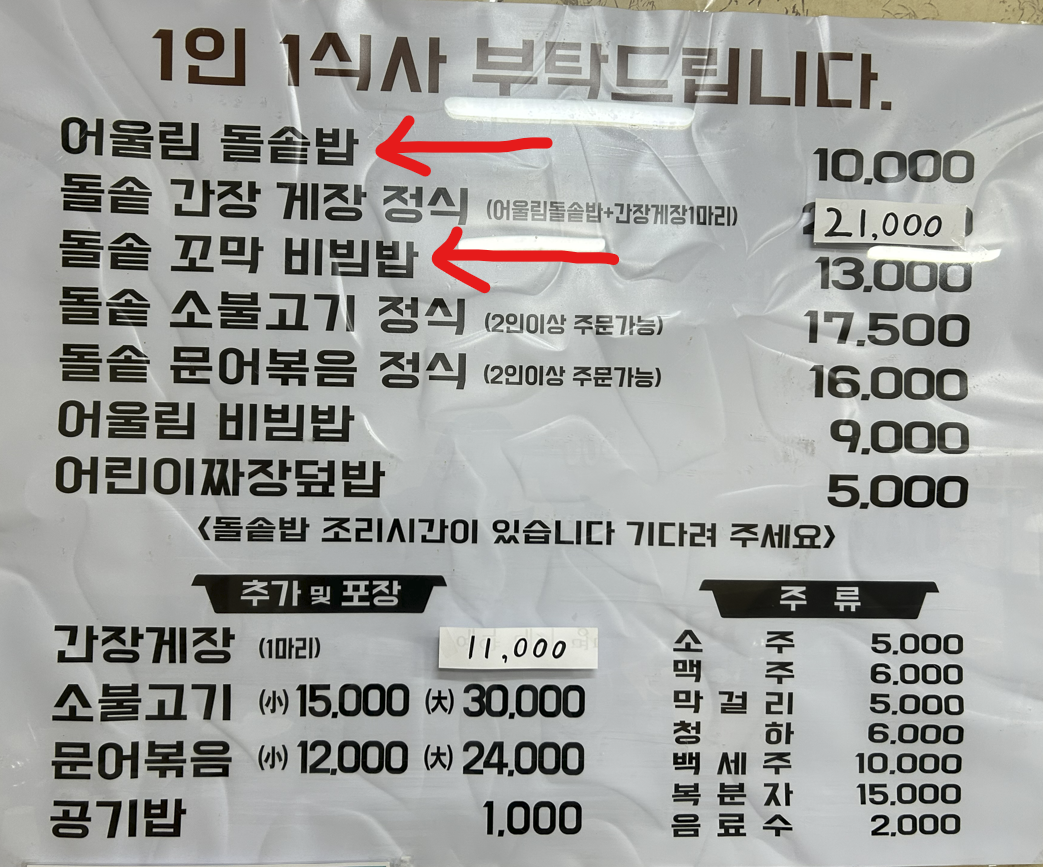 1인 1식사 부탁드립니다.
어울림 돌솥밥 10,000
돌솥 간장 게장 정식 (어울림돌솥밥+간장게장1마리) 21,000
돌솥 꼬막 비빔밥 13,000
돌솥 소불고기 정식 (2인이상 주문가능) 17,500
돌솥 문어볶음 정식 (2인이상 주문가능) 16,000
어울림 비빔밥 9,000
어린이짜장덮밥 5,000
<돌솥밥 조리시간이 있습니다 기다려 주세요>
추가 및 포장
간장게장 (1마리) 11,000
소불고기 (小) 15,000 (大) 30,000
문어볶음 (小) 12,000 (大) 24,000
공기밥 1,000
주 류
소 주 5,000
맥 주 6,000
막 걸 리 5,000
청 하 6,000
백 세 주 10,000
복 분 자 15,000
음 료 수 2,000